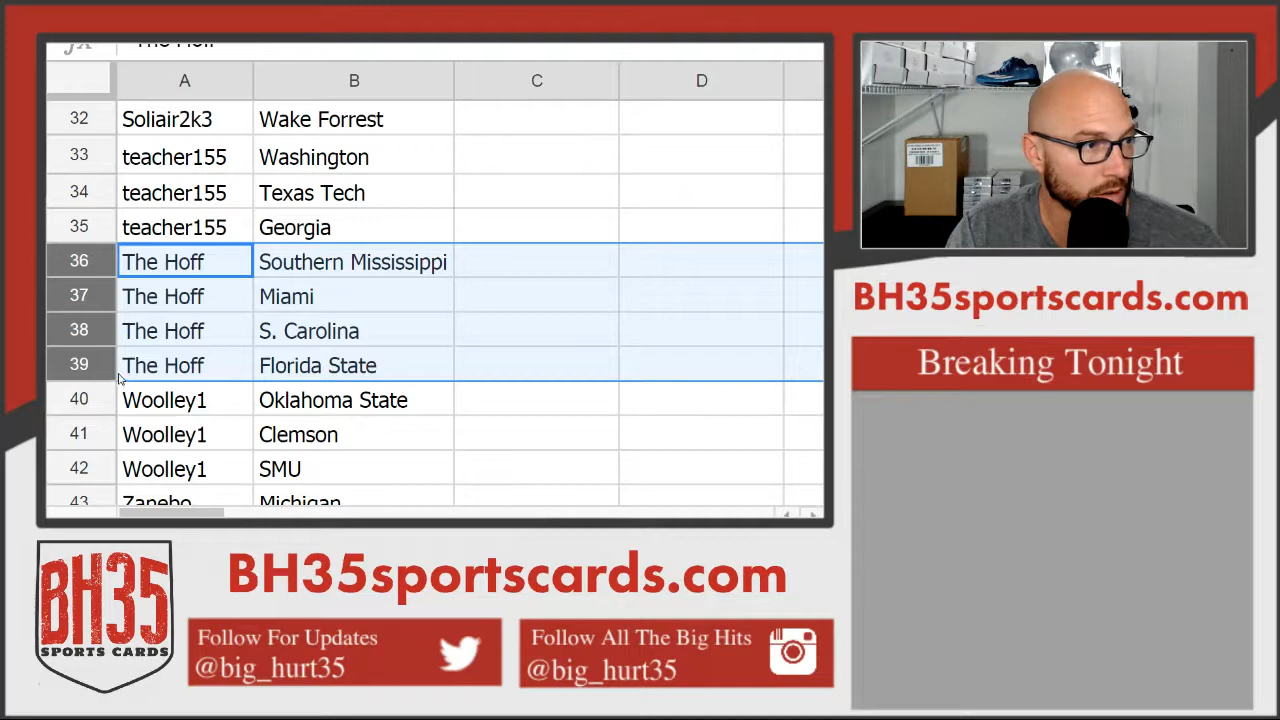 A B C D
32 Soliair2k3 Wake Forrest
33 teacher155 Washington
34 teacher155 Texas Tech
35 teacher155 Georgia
36 The Hoff Southern Mississippi
37 The Hoff Miami
38 The Hoff S. Carolina
39 The Hoff Florida State
40 Woolley1 Oklahoma State
41 Woolley1 Clemson
42 Woolley1 SMU
43 Zanebo Michigan
BH35sportscards.com
Breaking Tonight
BH35
SPORTS CARDS
BH35sportscards.com
Follow For Updates
@big_hurt35
Follow All The Big Hits
@big_hurt35